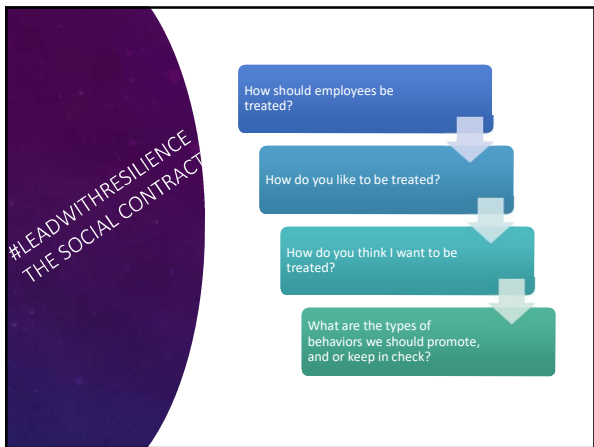 #LEADWITHRESILIENCE
THE SOCIAL CONTRACT
How should employees be
treated?
How do you like to be treated?
How do you think I want to be
treated?
What are the types of
behaviors we should promote,
and or keep in check?